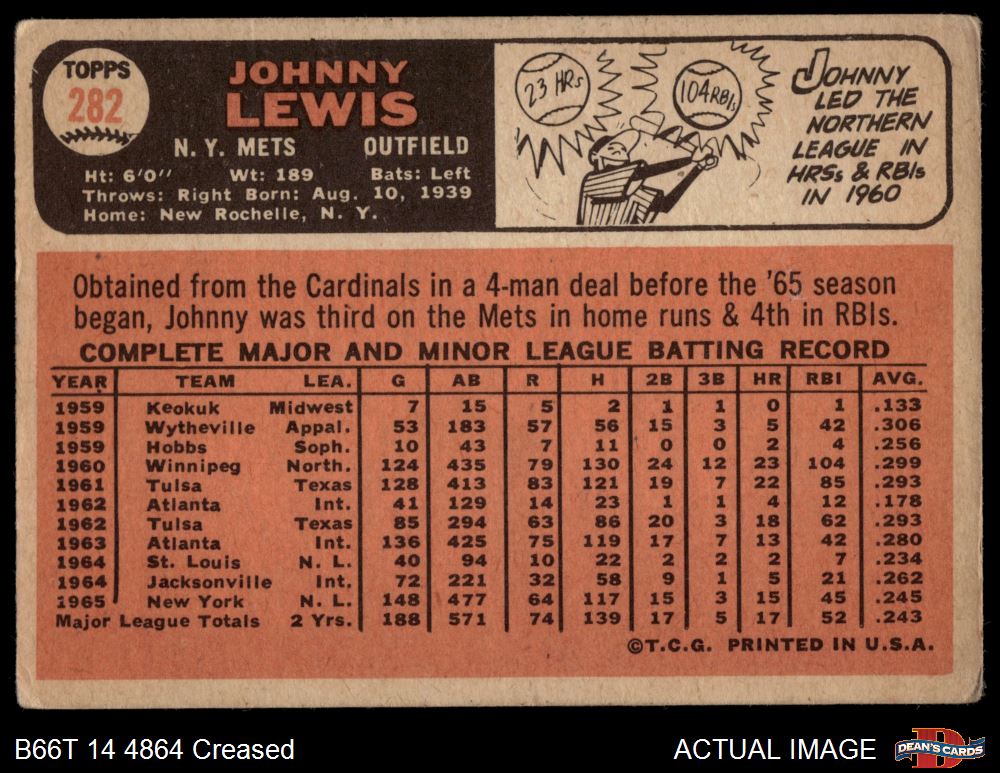 TOPPS
282
JOHNNY
LEWIS
N. Y. METS OUTFIELD
Ht: 6'0" Wt: 189 Bats: Left
Throws: Right Born: Aug. 10, 1939
Home: New Rochelle, N. Y.
23 HRs
104 RBIs
JOHNNY
LED THE
NORTHERN
LEAGUE IN
HRSs & RBIs
IN 1960
Obtained from the Cardinals in a 4-man deal before the '65 season
began, Johnny was third on the Mets in home runs & 4th in RBIs.
COMPLETE MAJOR AND MINOR LEAGUE BATTING RECORD
YEAR TEAM LEA. G AB R H 2B 3B HR RBI AVG.
1959 Keokuk Midwest 7 15 5 2 1 1 0 1 .133
1959 Wytheville Appal. 53 183 57 56 15 3 5 42 .306
1959 Hobbs Soph. 10 43 7 11 0 0 2 4 .256
1960 Winnipeg North. 124 435 79 130 24 12 23 104 .299
1961 Tulsa Texas 128 413 83 121 19 7 22 85 .293
1962 Atlanta Int. 41 129 14 23 1 1 4 12 .178
1962 Tulsa Texas 85 294 63 86 20 3 18 62 .293
1963 Atlanta Int. 136 425 75 119 17 7 13 42 .280
1964 St. Louis N. L. 40 94 10 22 2 2 2 7 .234
1964 Jacksonville Int. 72 221 32 58 9 1 5 21 .262
1965 New York N. L. 148 477 64 117 15 3 15 45 .245
Major League Totals 2 Yrs. 188 571 74 139 17 5 17 52 .243
©T.C.G. PRINTED IN U.S.A.
B66T 14 4864 Creased
ACTUAL IMAGE
D
DEAN'S CARDS